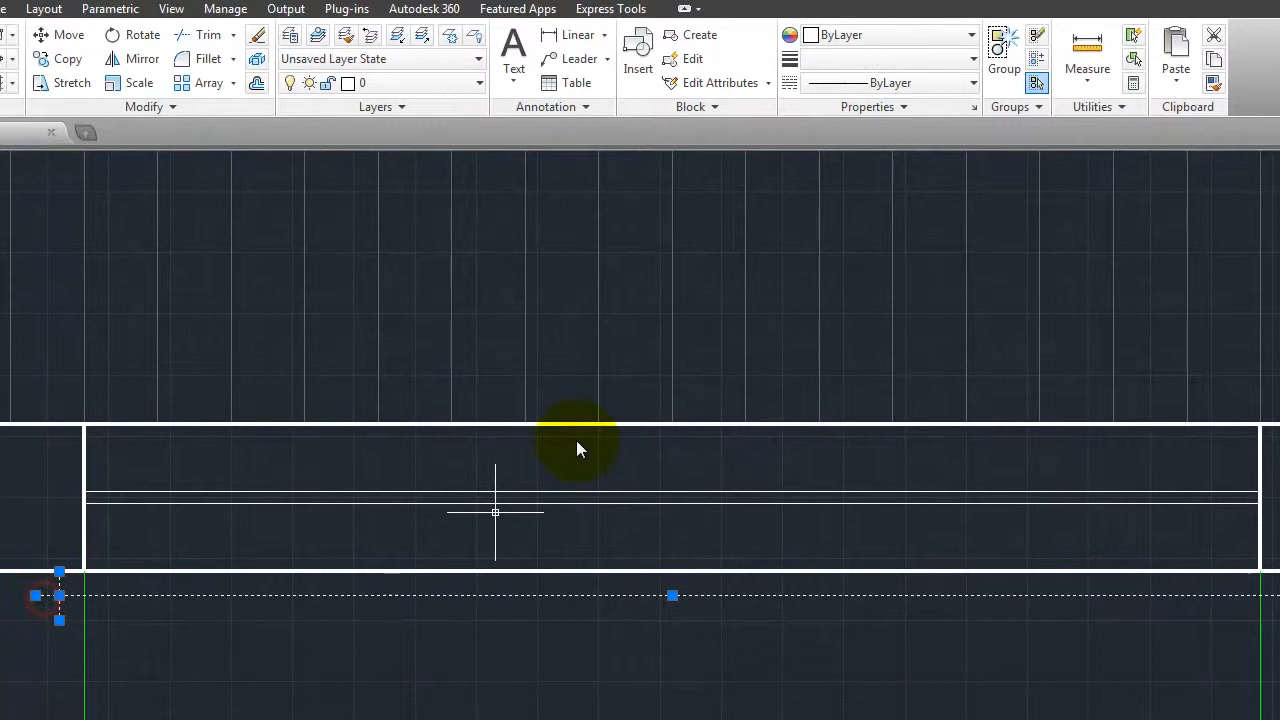 Layout Parametric View Manage Output Plug-ins Autodesk 360 Featured Apps Express Tools
Move Rotate Trim Linear Create ByLayer
Copy Mirror Fillet Unsaved Layer State Leader Edit
Stretch Scale Array 0 Text Table Insert Edit Attributes ByLayer Group Measure Paste
Modify Layers Annotation Block Properties Groups Utilities Clipboard